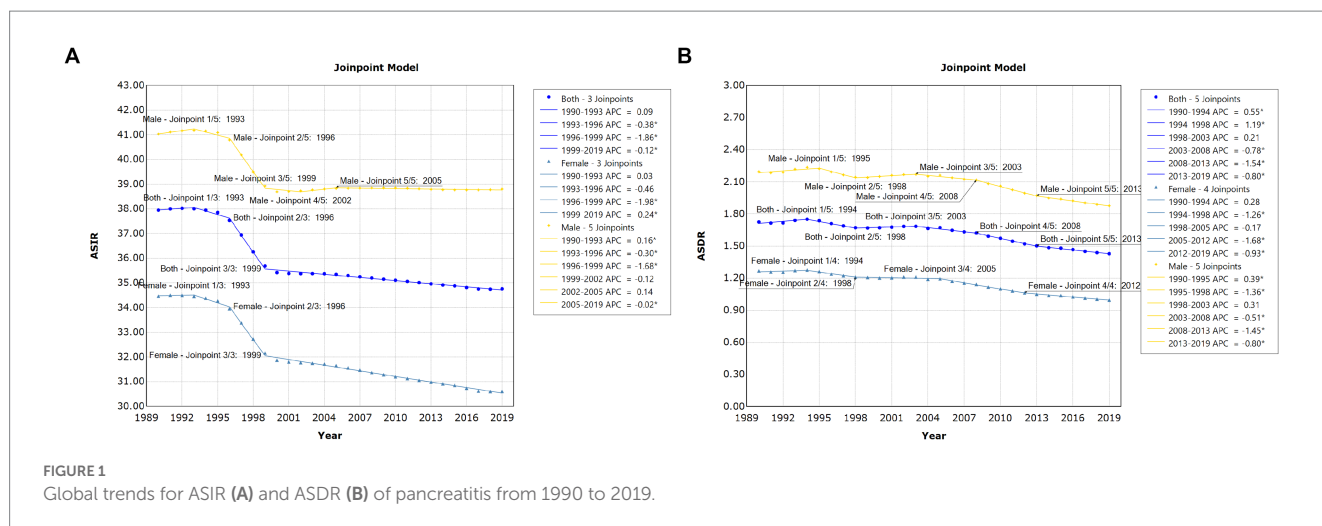 A
Joinpoint Model
43.00
42.00
41.00
40.00
39.00
38.00
37.00
36.00
35.00
34.00
33.00
32.00
31.00
30.00
ASIR
1989
1992
1995
1998
2001
2004
2007
2010
2013
2016
2019
Year
Male - Joinpoint 1/5: 1993
Male - Joinpoint 2/5: 1996
Male - Joinpoint 3/5: 1999
Male - Joinpoint 4/5: 2002
Male - Joinpoint 5/5: 2005
Both - Joinpoint 1/3: 1993
Both - Joinpoint 2/3: 1996
Both - Joinpoint 3/3: 1999
Female - Joinpoint 1/3: 1993
Female - Joinpoint 2/3: 1996
Female - Joinpoint 3/3: 1999
Both - 3 Joinpoints
1990-1993 APC = 0.09
1993-1996 APC = -0.38*
1996-1999 APC = -1.86*
1999-2019 APC = -0.12*
Female - 3 Joinpoints
1990-1993 APC = 0.03
1993-1996 APC = -0.46
1996-1999 APC = -1.98*
1999 2019 APC = 0.24*
Male - 5 Joinpoints
1990-1993 APC = 0.16*
1993-1996 APC = -0.30*
1996-1999 APC = -1.68*
1999-2002 APC = -0.12
2002-2005 APC = 0.14
2005-2019 APC = -0.02*
B
Joinpoint Model
3.00
2.70
2.40
2.10
1.80
1.50
1.20
0.90
0.60
0.30
0.00
ASDR
1989
1992
1995
1998
2001
2004
2007
2010
2013
2016
2019
Year
Male - Joinpoint 1/5: 1995
Male - Joinpoint 2/5: 1998
Male - Joinpoint 3/5: 2003
Male - Joinpoint 4/5: 2008
Male - Joinpoint 5/5: 2013
Both - Joinpoint 1/5: 1994
Both - Joinpoint 2/5: 1998
Both - Joinpoint 3/5: 2003
Both - Joinpoint 4/5: 2008
Both - Joinpoint 5/5: 2013
Female - Joinpoint 1/4: 1994
Female - Joinpoint 2/4: 1998
Female - Joinpoint 3/4: 2005
Female - Joinpoint 4/4: 2012
Both - 5 Joinpoints
1990-1994 APC = 0.55*
1994 1998 APC = 1.19*
1998-2003 APC = 0.21
2003-2008 APC = -0.78*
2008-2013 APC = -1.54*
2013-2019 APC = -0.80*
Female - 4 Joinpoints
1990-1994 APC = 0.28
1994-1998 APC = -1.26*
1998-2005 APC = -0.17
2005-2012 APC = -1.68*
2012-2019 APC = -0.93*
Male - 5 Joinpoints
1990-1995 APC = 0.39*
1995-1998 APC = -1.36*
1998-2003 APC = 0.31
2003-2008 APC = -0.51*
2008-2013 APC = -1.45*
2013-2019 APC = -0.80*
FIGURE 1
Global trends for ASIR (A) and ASDR (B) of pancreatitis from 1990 to 2019.